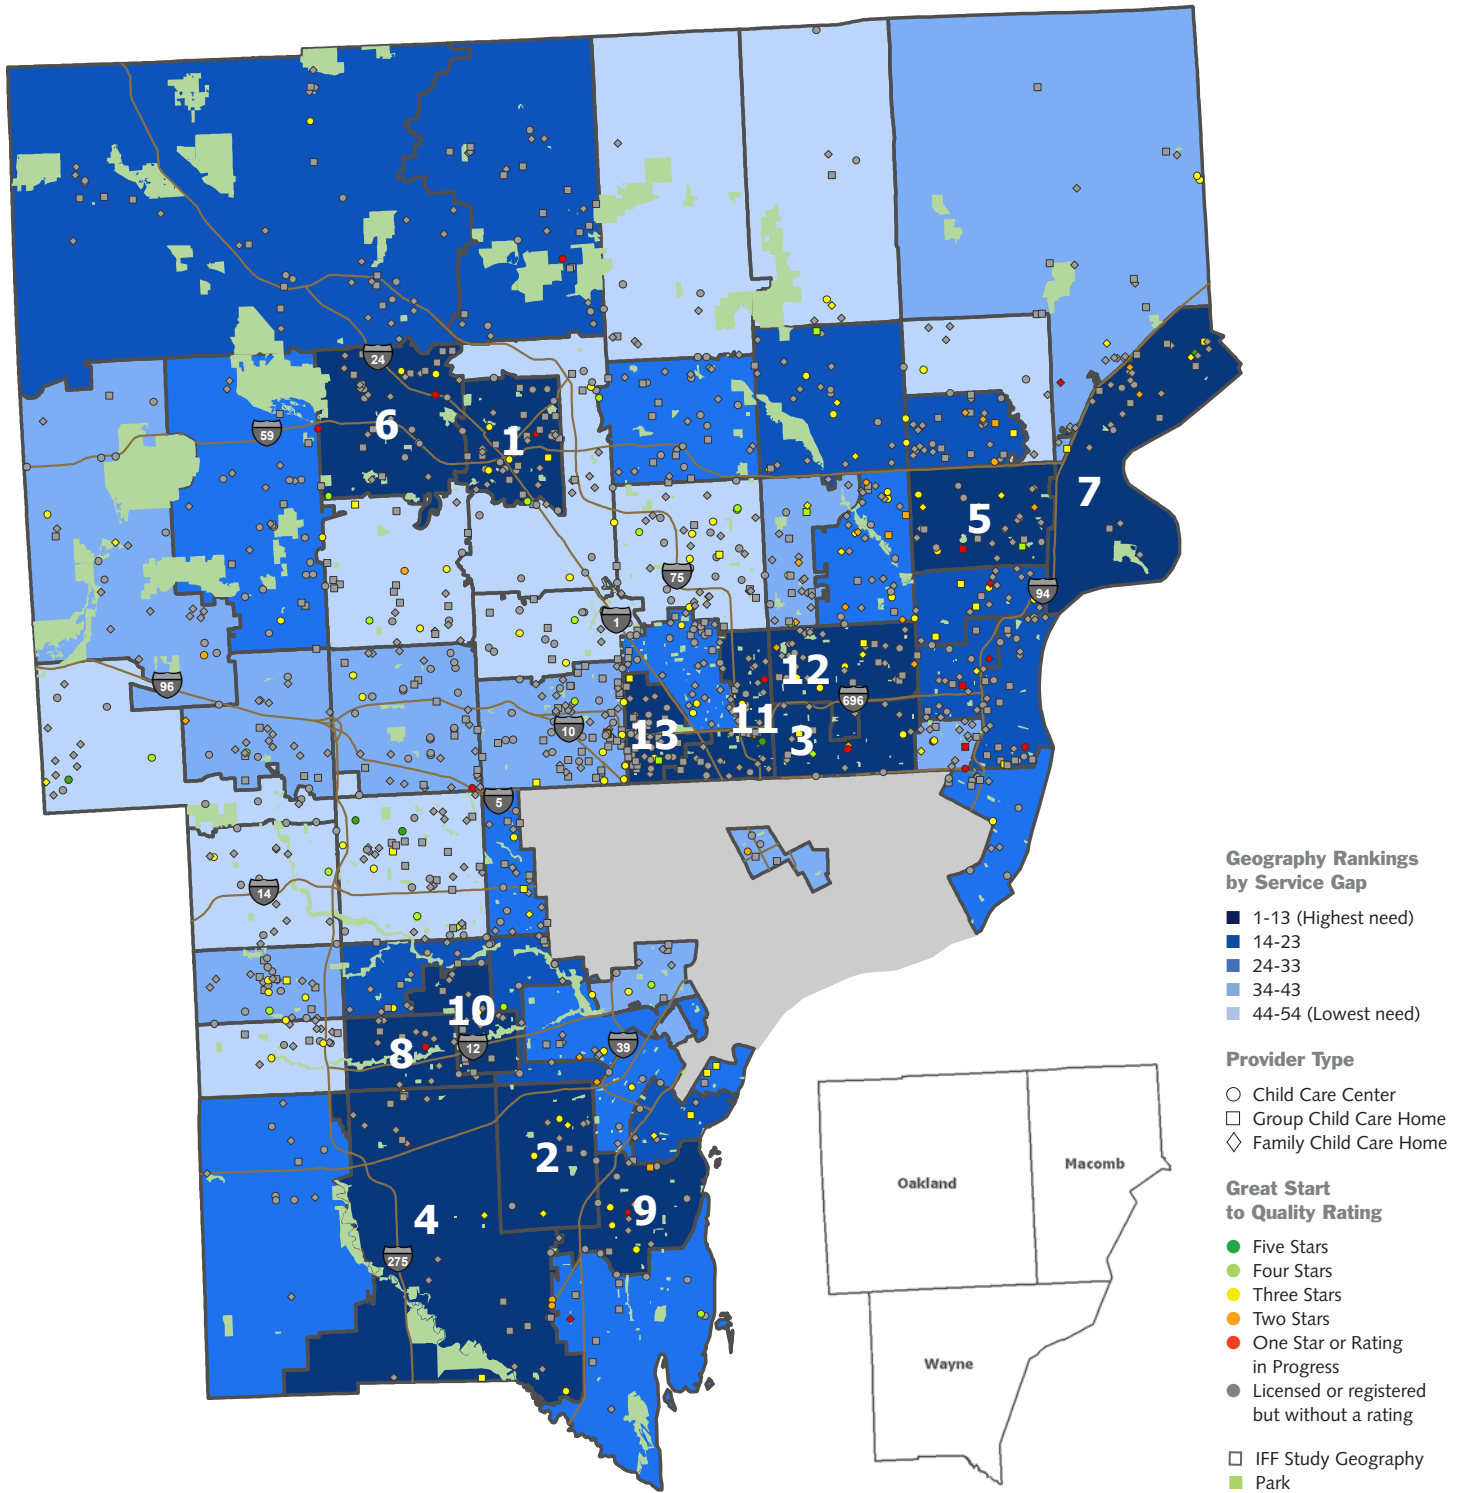 24
6
1
59
7
5
75
94
1
12
96
696
11
13
10
3
5
14
10
8
12
39
2
9
4
275
Geography Rankings
by Service Gap
1-13 (Highest need)
14-23
24-33
34-43
44-54 (Lowest need)
Provider Type
Child Care Center
Group Child Care Home
Family Child Care Home
Great Start
to Quality Rating
Five Stars
Four Stars
Three Stars
Two Stars
One Star or Rating
in Progress
Licensed or registered
but without a rating
IFF Study Geography
Park
Oakland
Macomb
Wayne